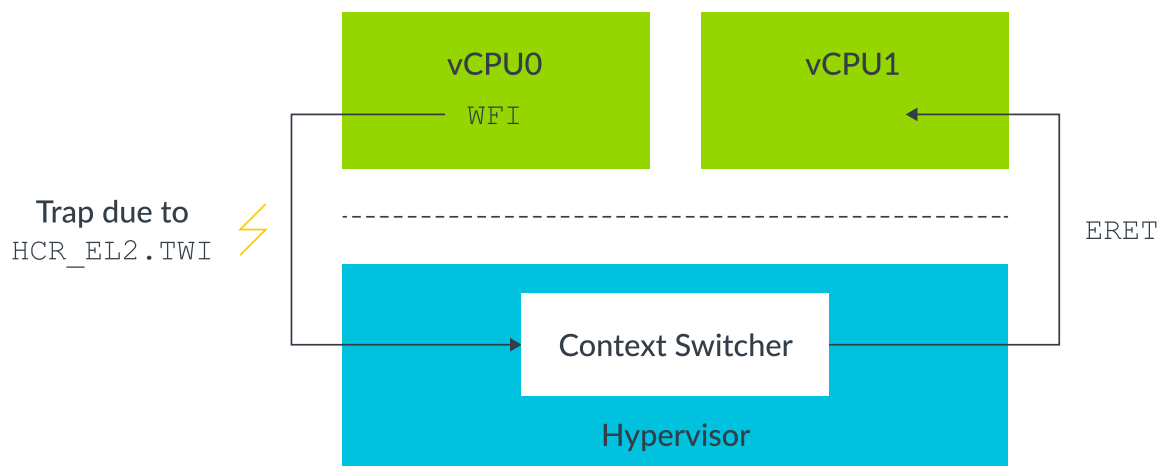 vCPU0
WFI
vCPU1
Trap due to
HCR_EL2.TWI
ERET
Context Switcher
Hypervisor